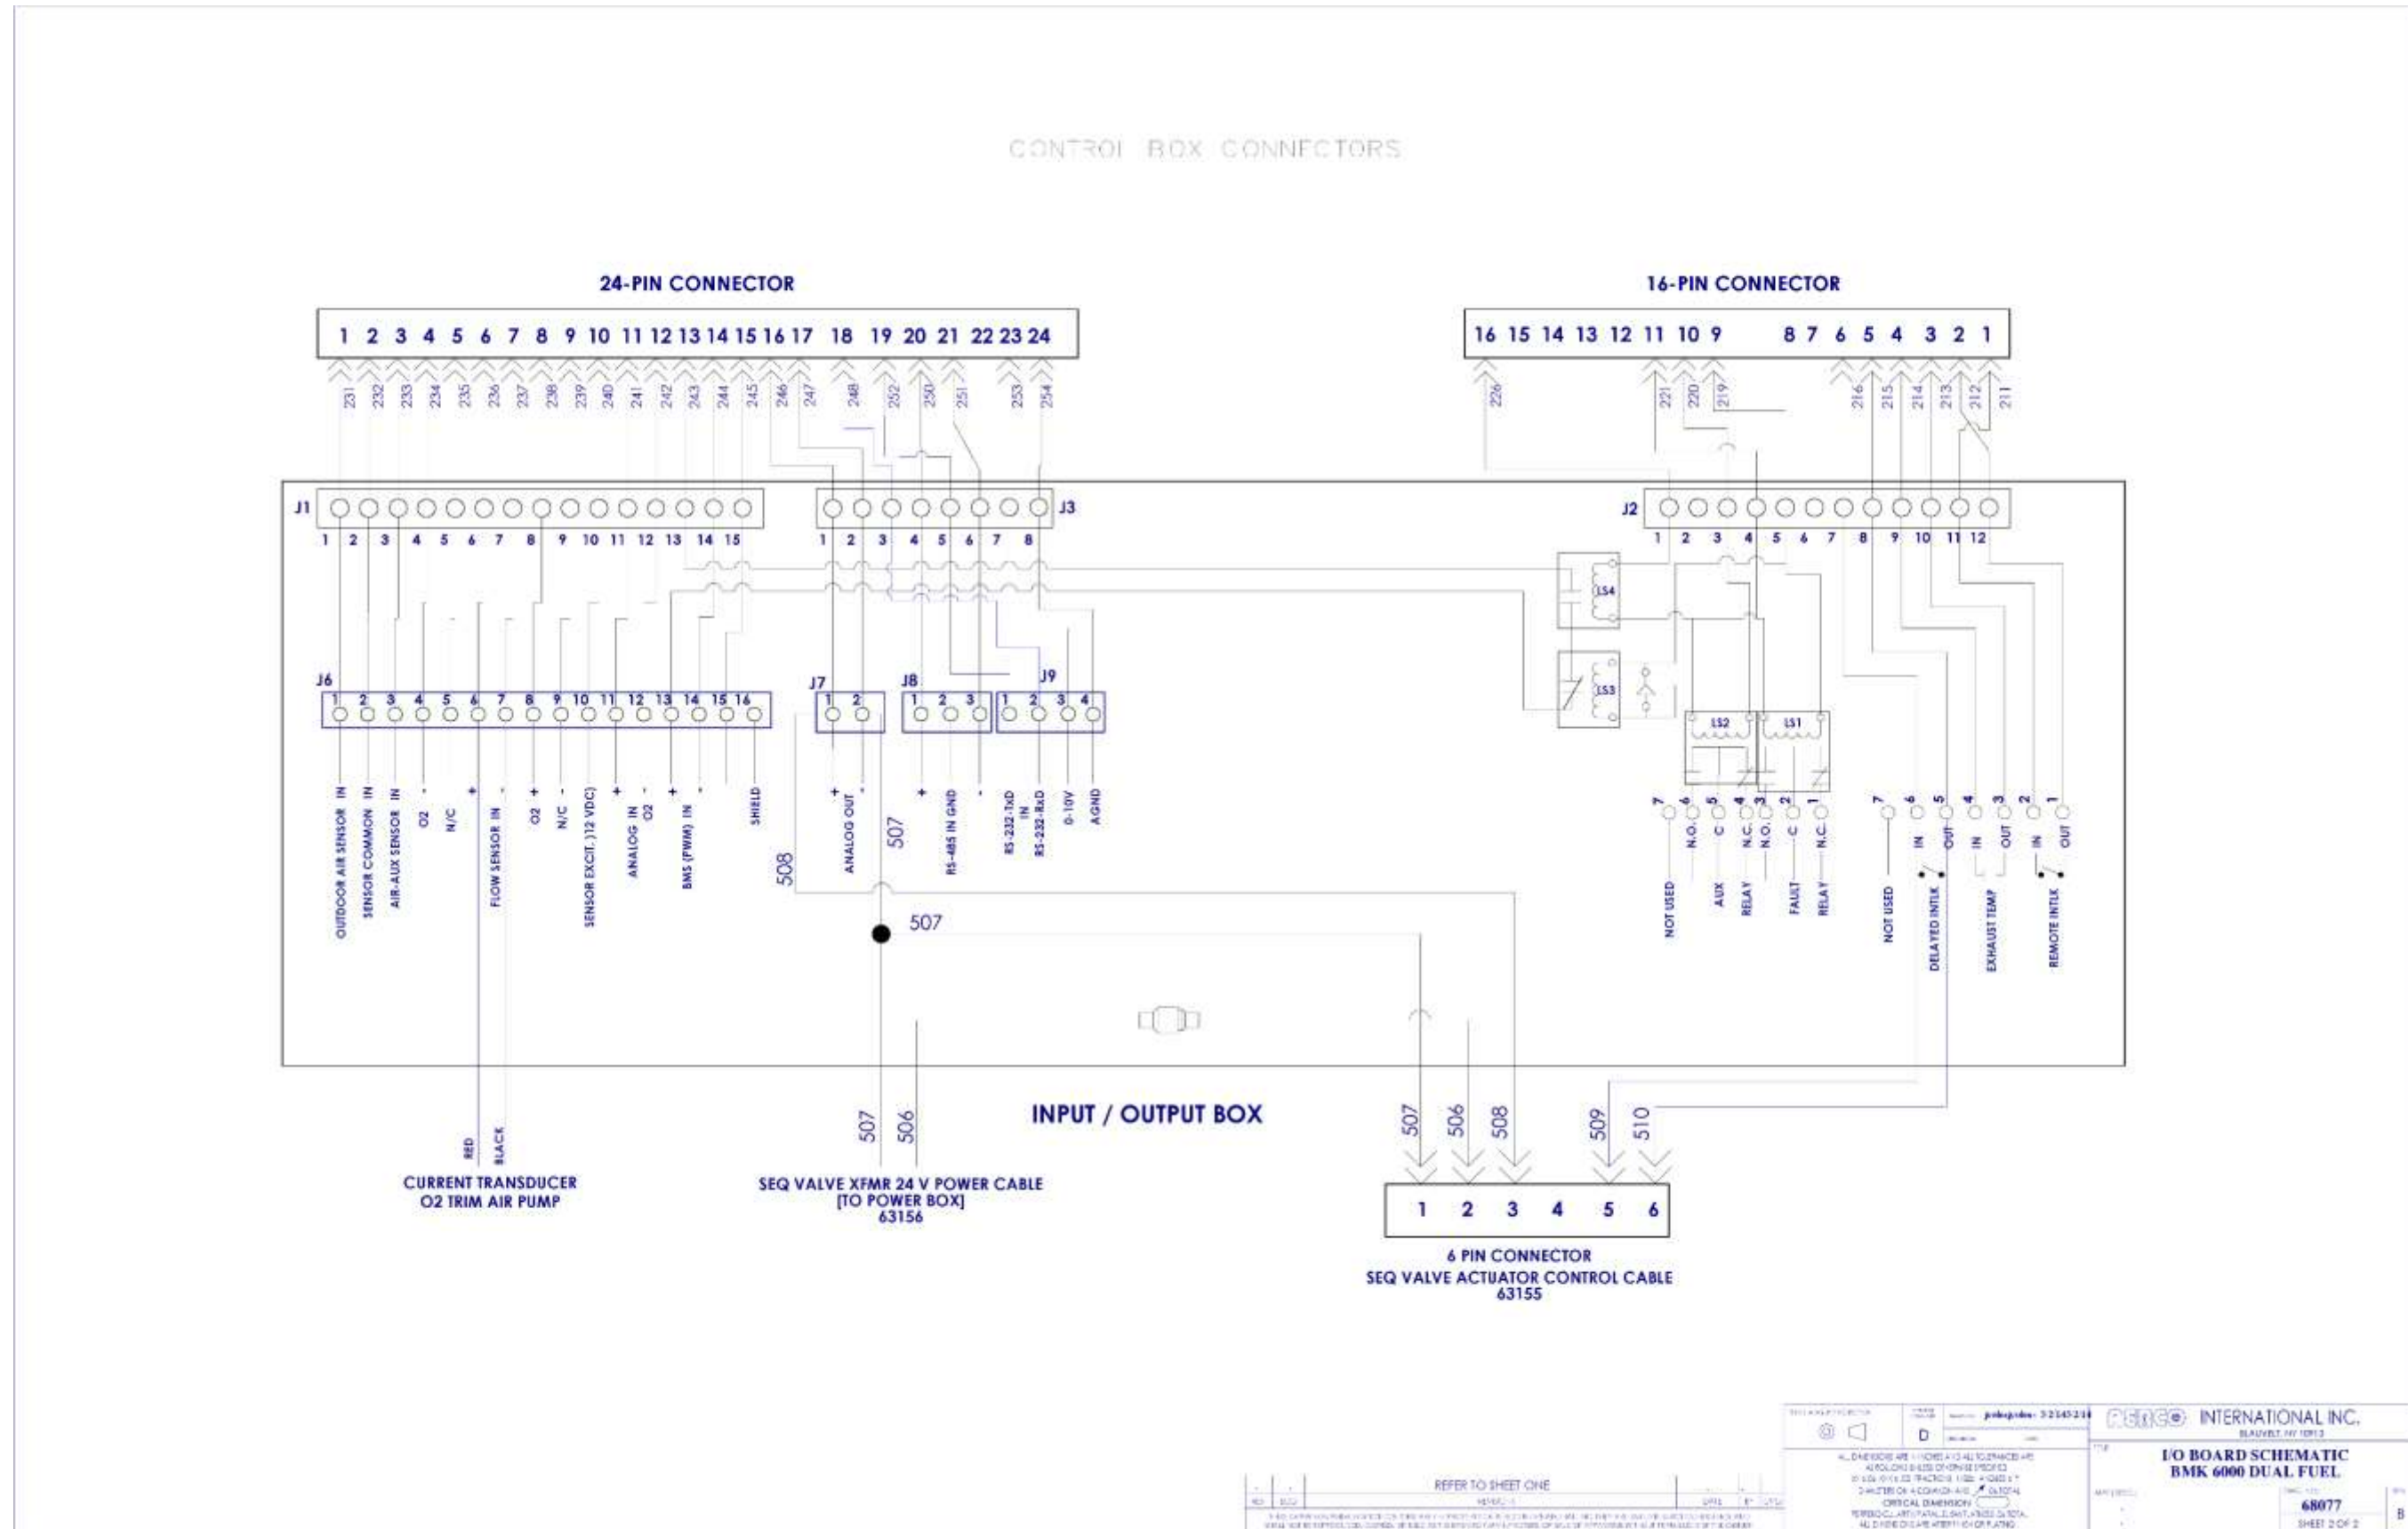 CONTROL BOX CONNECTORS
24-PIN CONNECTOR
16-PIN CONNECTOR
1 2 3 4 5 6 7 8 9 10 11 12 13 14 15 16 17 18 19 20 21 22 23 24
16 15 14 13 12 11 10 9 8 7 6 5 4 3 2 1
231 232 233 234 235 236 237 238 239 240 241 242 243 244 245 246 247 248 252 250 251 253 254
226 221 220 219 216 215 214 213 212 211
J1
J3
J2
1 2 3 4 5 6 7 8 9 10 11 12 13 14 15
1 2 3 4 5 6 7 8
1 2 3 4 5 6 7 8 9 10 11 12
LS4
LS3
LS2
LS1
J6
J7
J8
J9
1 2 3 4 5 6 7 8 9 10 11 12 13 14 15 16
1 2
1 2 3
1 2 3 4
7 6 5 4 3 2 1
7 6 5 4 3 2 1
OUTDOOR AIR SENSOR IN
SENSOR COMMON IN
AIR-AUX SENSOR IN
- O2
N/C
+ -
FLOW SENSOR IN
+ O2
- N/C
SENSOR EXCIT. )12 VDC)
+ -
ANALOG IN
O2
+ -
BMS (PWM) IN
SHIELD
+ -
ANALOG OUT
+ -
RS-485 IN GND
RS-232-TxD
IN
RS-232-RxD
0-10V
AGND
NOT USED
N.O.
C
AUX
N.C.
RELAY
N.O.
C
FAULT
N.C.
RELAY
NOT USED
IN
OUT
DELAYED INTLK
IN
OUT
EXHAUST TEMP
IN
OUT
REMOTE INTLK
508
507
507
INPUT / OUTPUT BOX
RED
BLACK
507
506
507
506
508
509
510
CURRENT TRANSDUCER
O2 TRIM AIR PUMP
SEQ VALVE XFMR 24 V POWER CABLE
[TO POWER BOX]
63156
1 2 3 4 5 6
6 PIN CONNECTOR
SEQ VALVE ACTUATOR CONTROL CABLE
63155
REFER TO SHEET ONE
DATE
D
CRITICAL DIMENSION
AERCO INTERNATIONAL INC.
BLAUVELT, NY 10913
I/O BOARD SCHEMATIC
BMK 6000 DUAL FUEL
68077
SHEET 2 OF 2